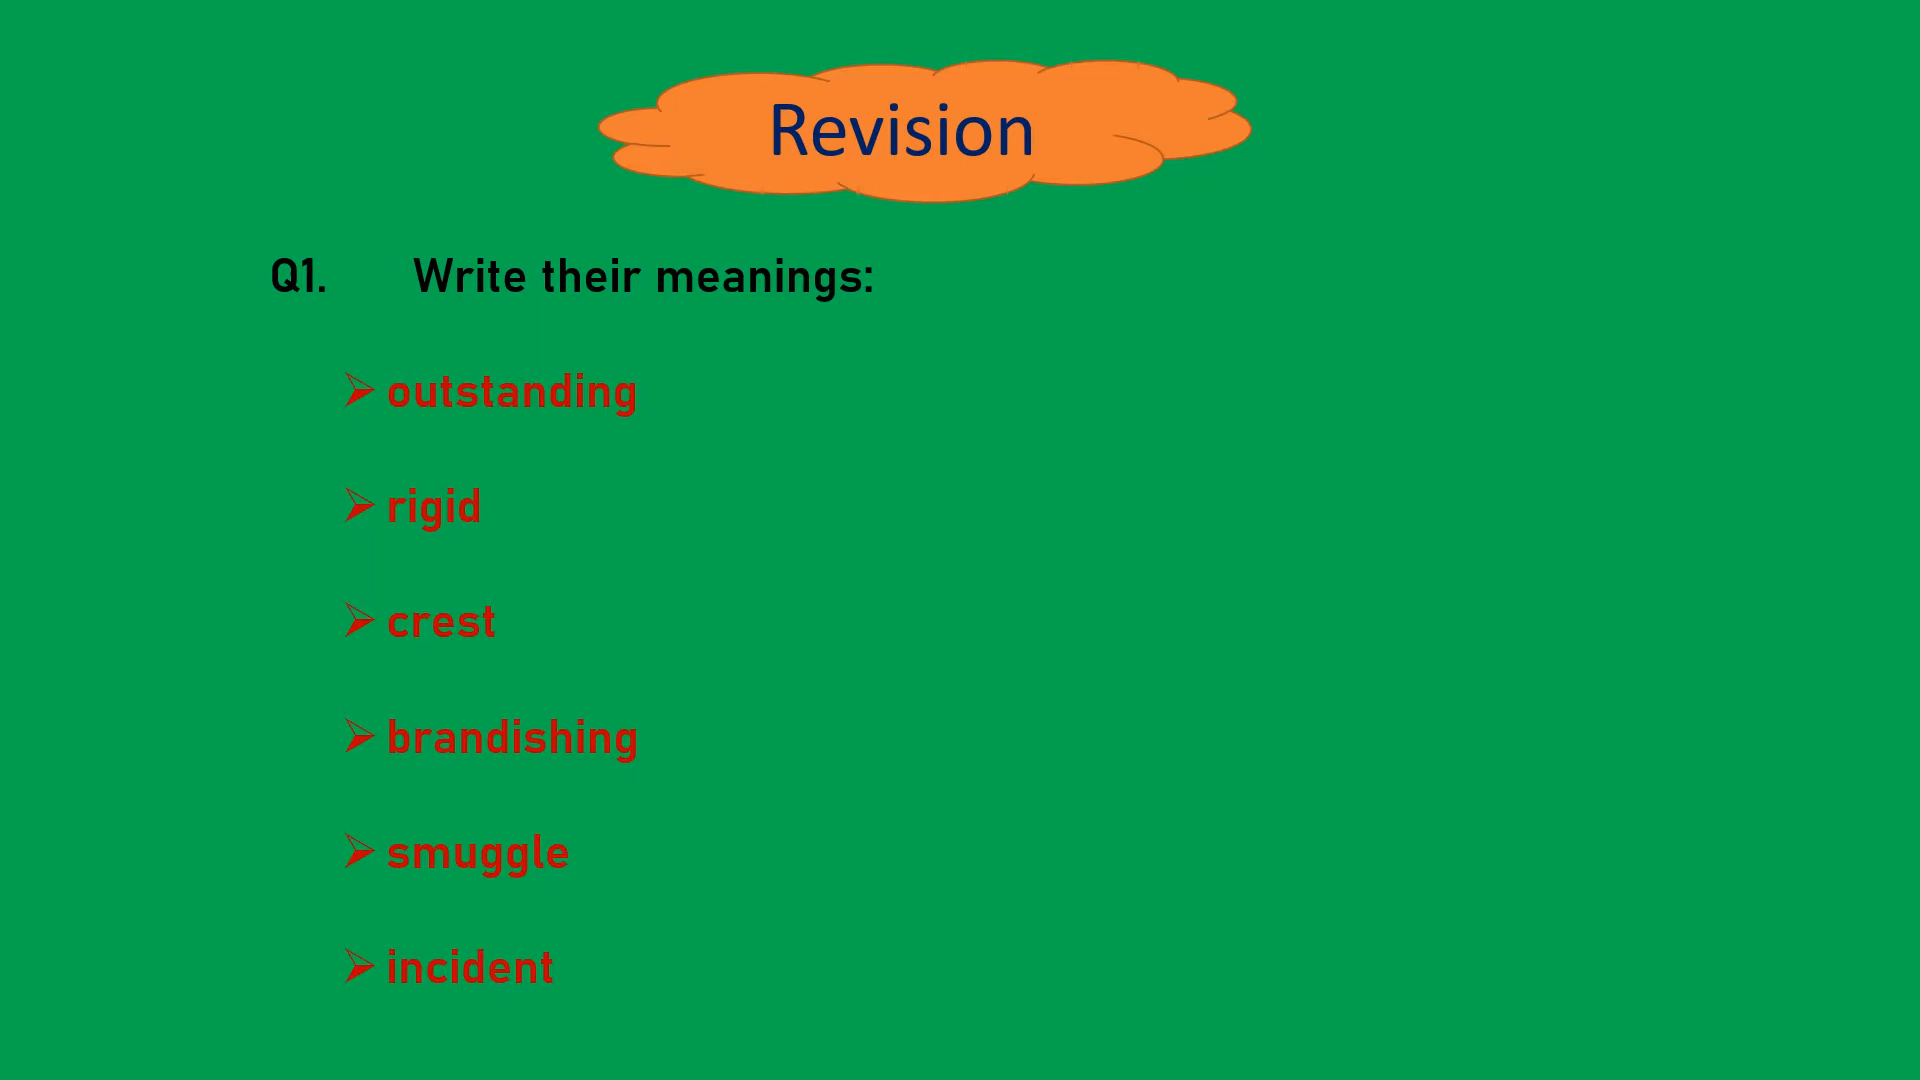 Revision
Q1. Write their meanings:
➢ outstanding
➢ rigid
➢ crest
➢ brandishing
➢ smuggle
➢ incident